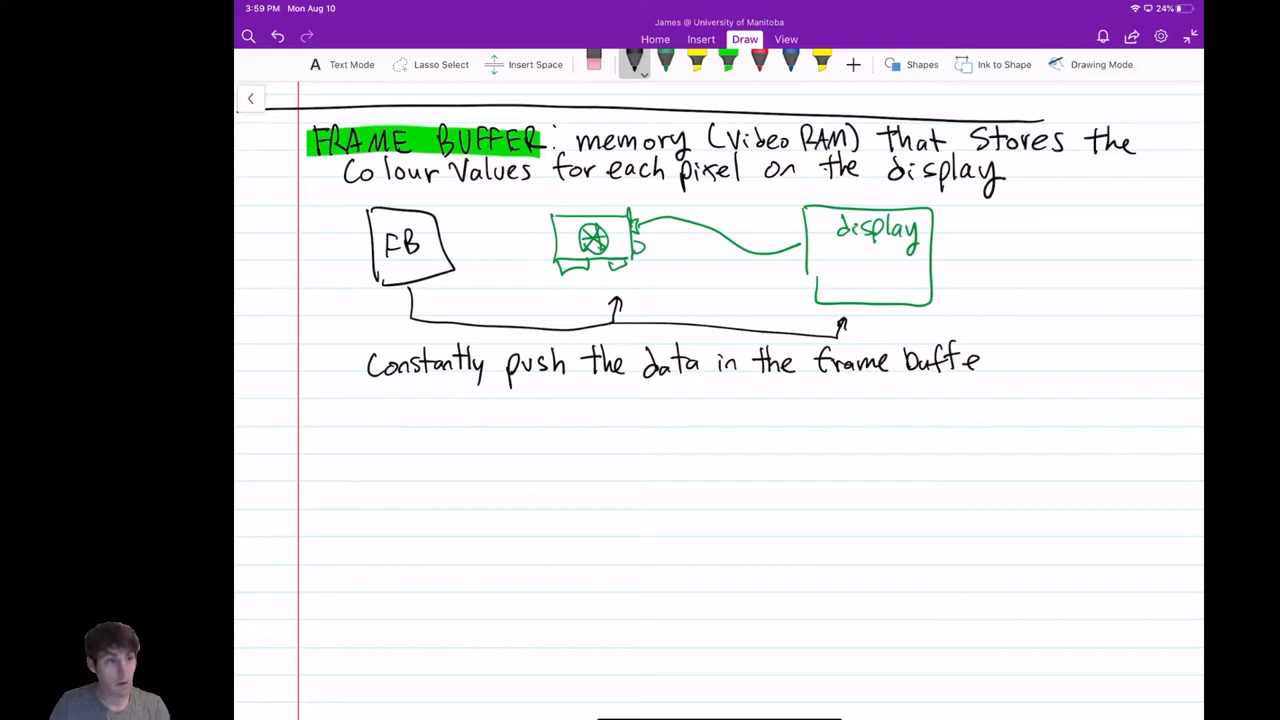 3:59 PM Mon Aug 10
24%
James @ University of Manitoba
Home Insert Draw View
A Text Mode Lasso Select Insert Space Shapes Ink to Shape Drawing Mode
FRAME BUFFER: memory (Video RAM) that Stores the
Colour Values for each pixel on the display
FB
display
Constantly push the data in the frame buffe